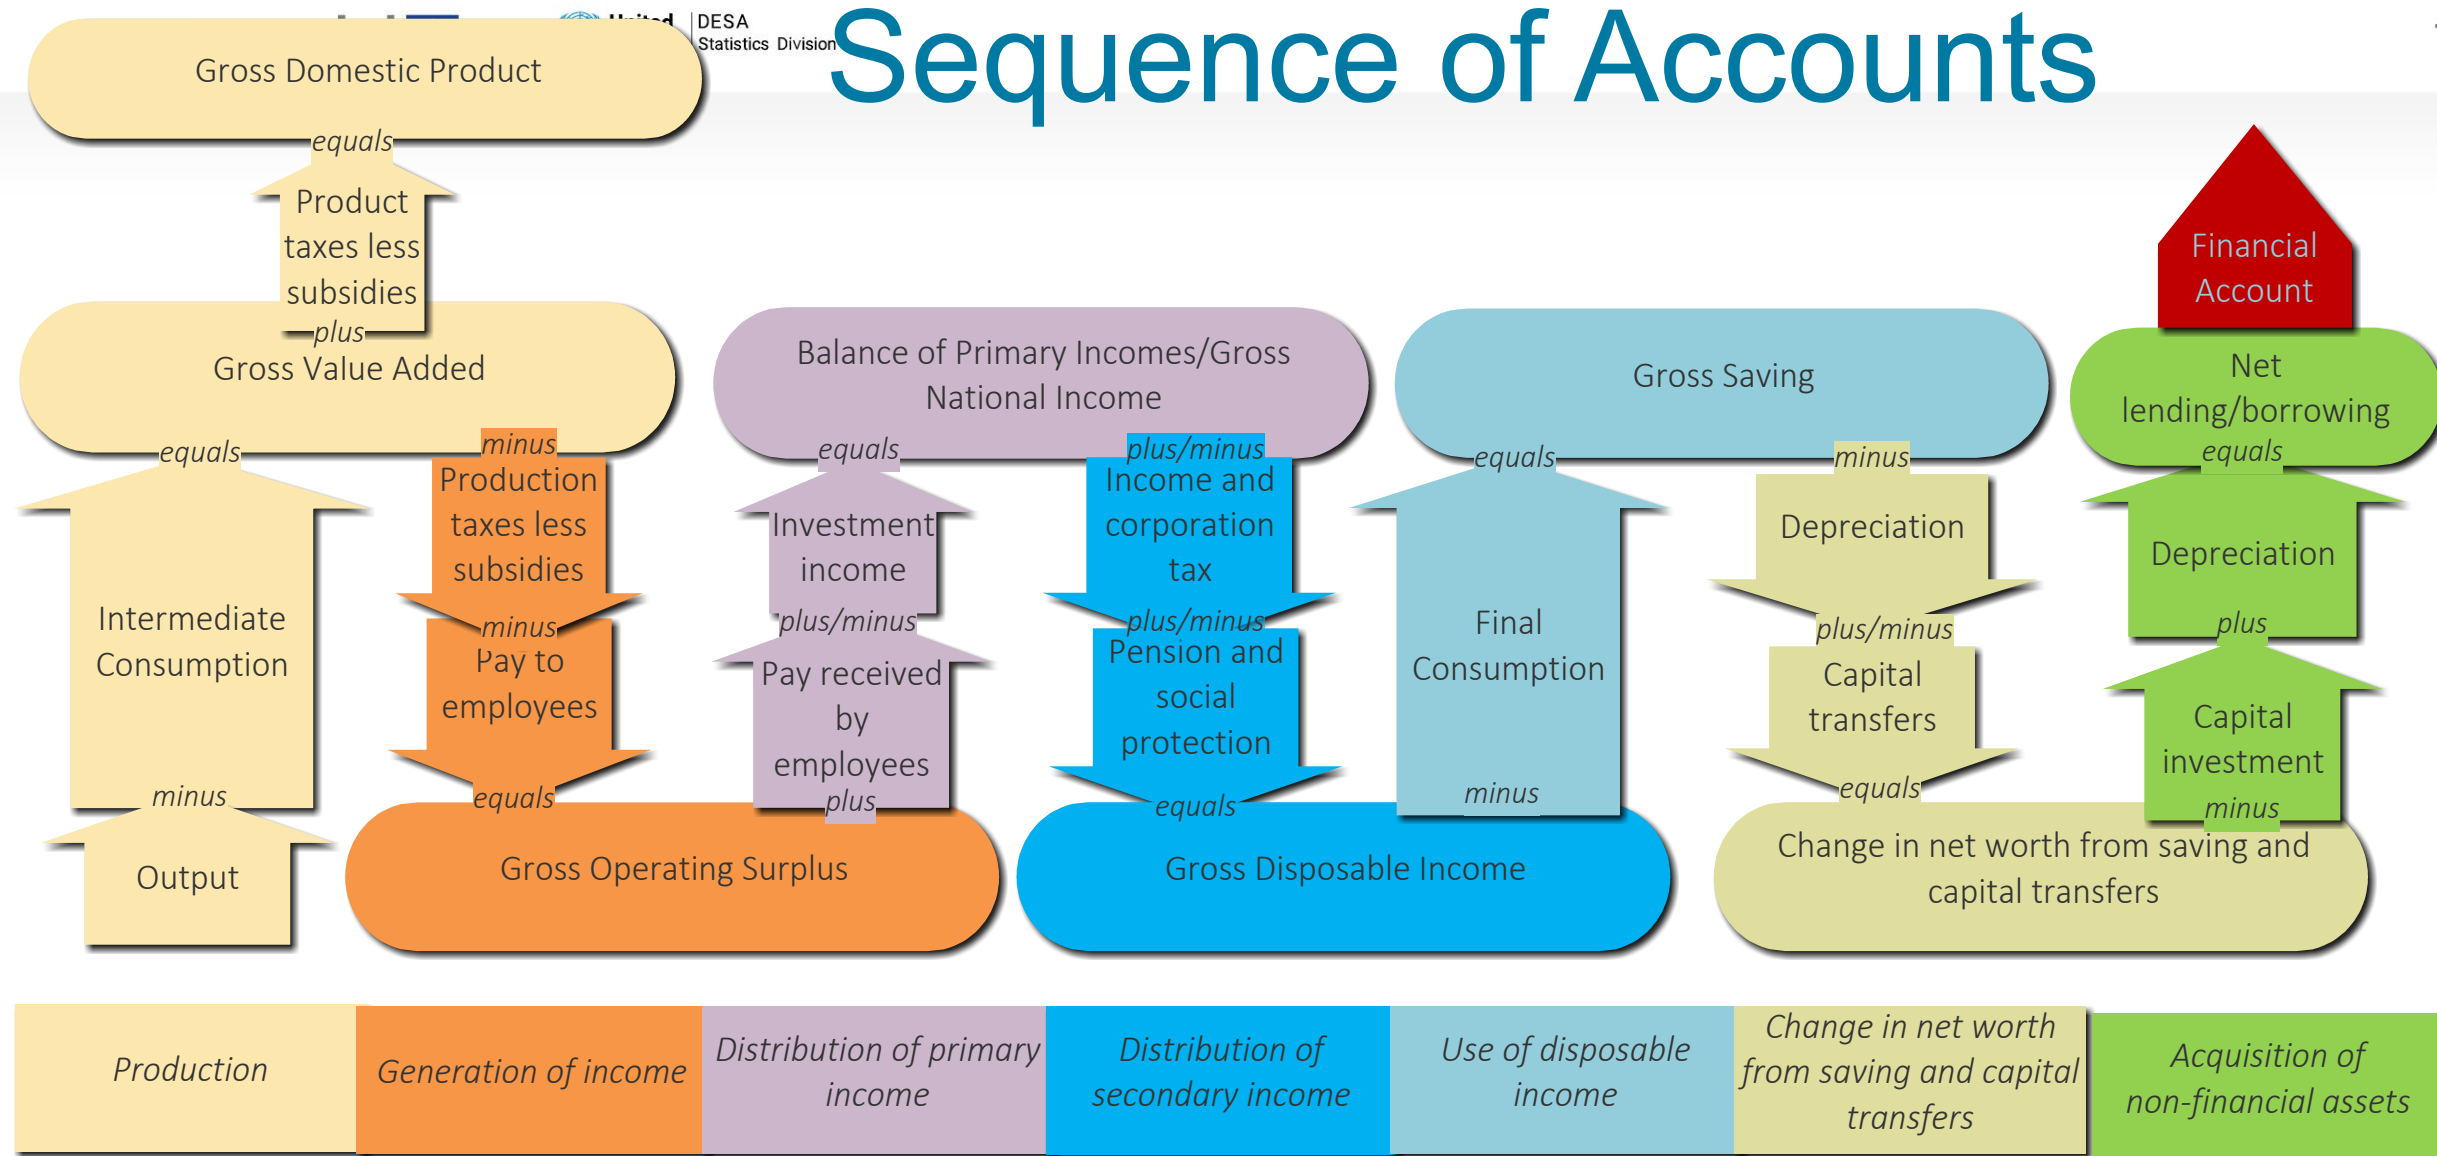 United
DESA
Statistics Division
Sequence of Accounts
Gross Domestic Product
equals
Product
taxes less
subsidies
plus
Gross Value Added
equals
Intermediate
Consumption
minus
Output
minus
Production
taxes less
subsidies
minus
Pay to
employees
equals
Gross Operating Surplus
Balance of Primary Incomes/Gross
National Income
equals
Investment
income
plus/minus
Pay received
by
employees
plus
plus/minus
Income and
corporation
tax
plus/minus
Pension and
social
protection
equals
Gross Disposable Income
Gross Saving
equals
Final
Consumption
minus
minus
Depreciation
plus/minus
Capital
transfers
equals
Change in net worth from saving and
capital transfers
Financial
Account
Net
lending/borrowing
equals
Depreciation
plus
Capital
investment
minus
Production
Generation of income
Distribution of primary
income
Distribution of
secondary income
Use of disposable
income
Change in net worth
from saving and capital
transfers
Acquisition of
non-financial assets